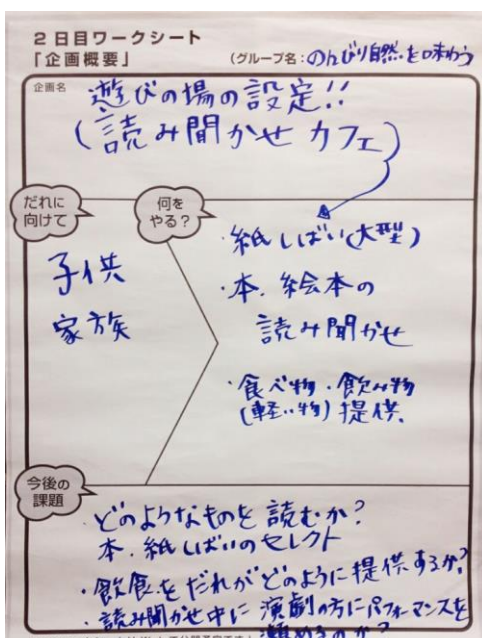 2日目ワークシート
「企画概要」
(グループ名:のんびり自然を味わう
企画名
遊びの場の設定!!
(読み聞かせカフェ)
だれに
向けて
子供
家族
何を
やる?
・紙しばい(大型)
・本、絵本の
読み聞かせ
・食べ物・飲み物
(軽い物)提供.
今後の
課題
・どのようなものを読むか?
本、紙しばいのセレクト
・飲食をだれがどのように提供するか?
・読み聞かせ中に演劇の方にパフォーマンスを